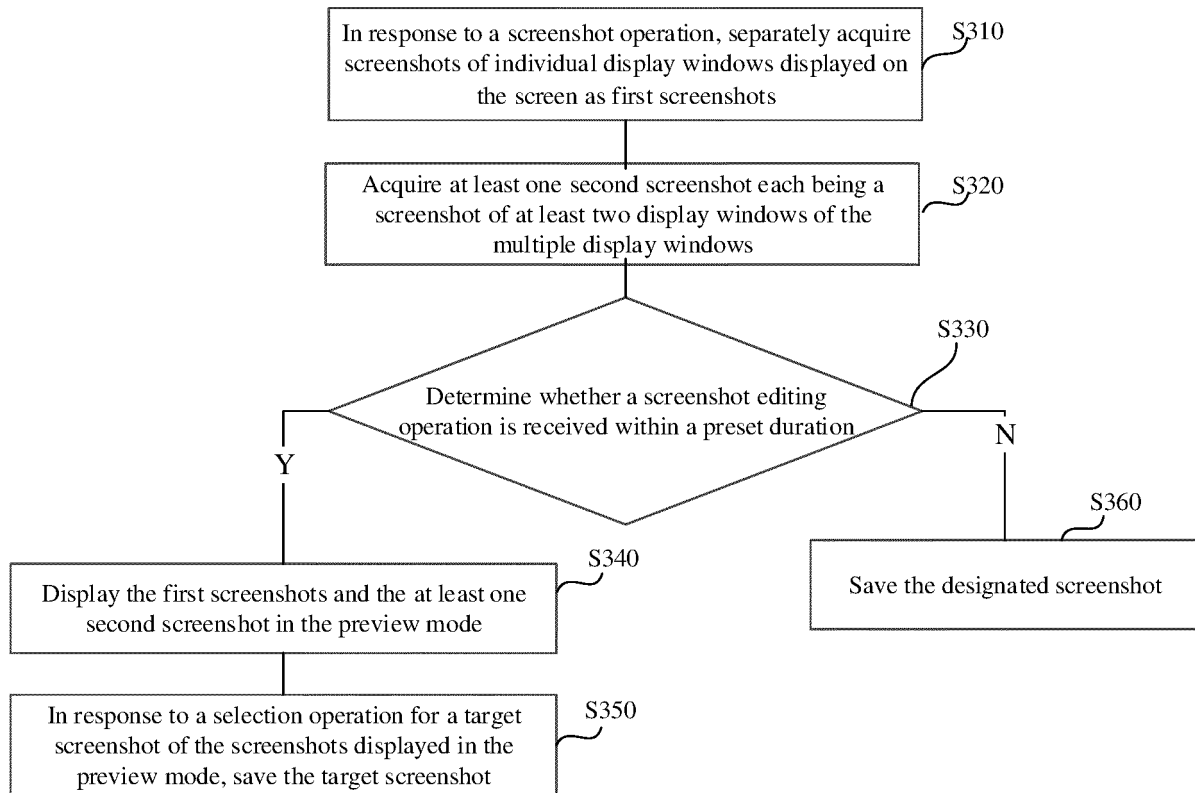 In response to a screenshot operation, separately acquire
screenshots of individual display windows displayed on
the screen as first screenshots
S310
Acquire at least one second screenshot each being a
screenshot of at least two display windows of the
multiple display windows
S320
S330
Determine whether a screenshot editing
operation is received within a preset duration
Y
N
S340
Display the first screenshots and the at least one
second screenshot in the preview mode
S360
Save the designated screenshot
S350
In response to a selection operation for a target
screenshot of the screenshots displayed in the
preview mode, save the target screenshot